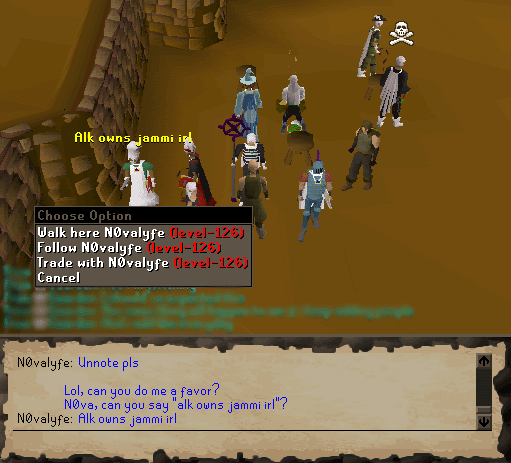 Alk owns jammi irl
Choose Option
Walk here N0valyfe (level-126)
Follow N0valyfe (level-126)
Trade with N0valyfe (level-126)
Cancel
N0valyfe: Unnote pls
Lol, can you do me a favor?
N0va, can you say "alk owns jammi irl"?
N0valyfe: Alk owns jammi irl